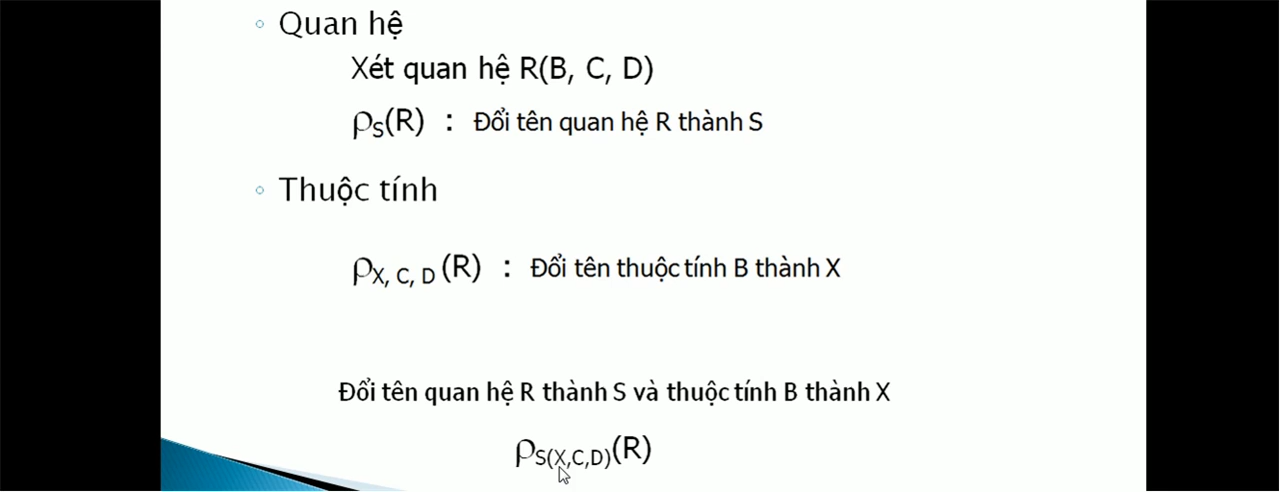 ◦ Quan hệ
Xét quan hệ R(B, C, D)
ρS(R) : Đổi tên quan hệ R thành S
◦ Thuộc tính
ρX, C, D (R) : Đổi tên thuộc tính B thành X
Đổi tên quan hệ R thành S và thuộc tính B thành X
ρS(X,C,D)(R)